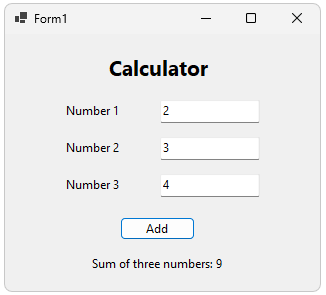 Form1
Calculator
Number 1 2
Number 2 3
Number 3 4
Add
Sum of three numbers: 9